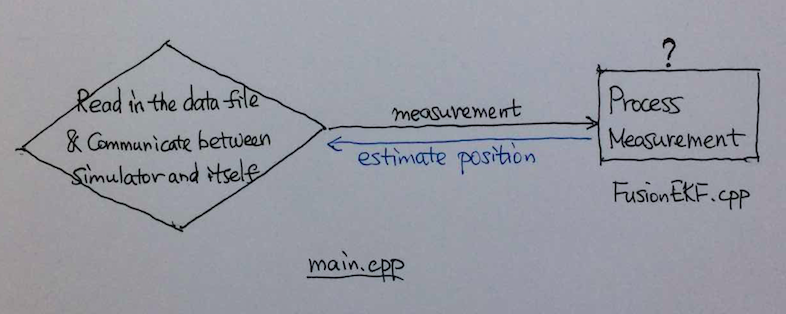 ?
Read in the data file
& Communicate between
Simulator and itself
measurement
estimate position
Process
Measurement
FusionEKF.cpp
main.cpp